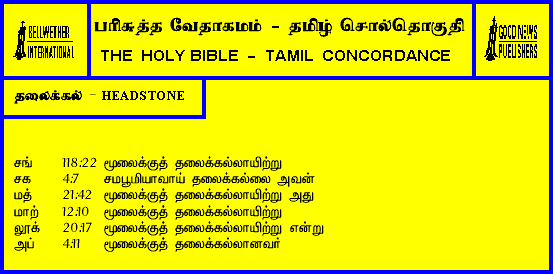 BELLWETHER
INTERNATIONAL
பரிசுத்த வேதாகமம் - தமிழ் சொல்தொகுதி
THE HOLY BIBLE - TAMIL CONCORDANCE
GOOD NEWS
PUBLISHERS
தலைக்கல் - HEADSTONE
சங் 118:22 மூலைக்குத் தலைக்கல்லாயிற்று
சக 4:7 சமபூமியாவாய் தலைக்கல்லை அவன்
மத் 21:42 மூலைக்குத் தலைக்கல்லாயிற்று அது
மாற் 12:10 மூலைக்குத் தலைக்கல்லாயிற்று
லூக் 20:17 மூலைக்குத் தலைக்கல்லாயிற்று என்று
அப் 4:11 மூலைக்குத் தலைக்கல்லானவர்